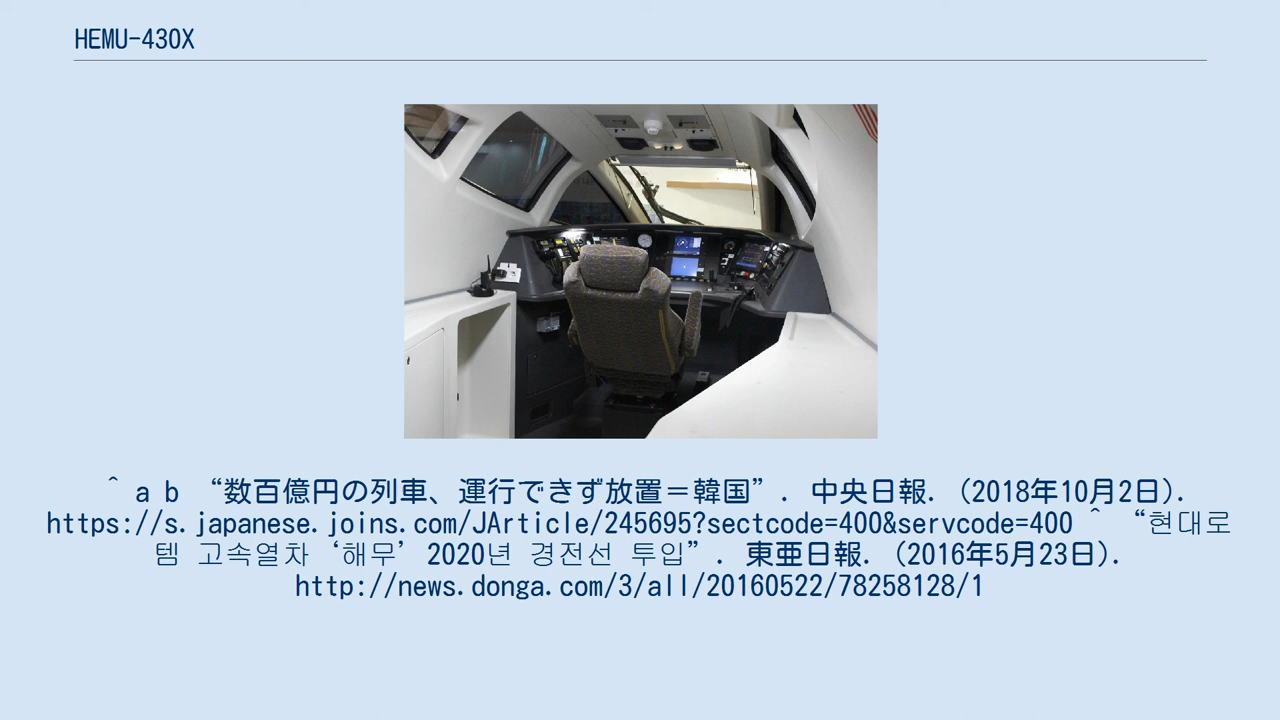 HEMU-430X
^ a b “数百億円の列車、運行できず放置＝韓国”. 中央日報. (2018年10月2日).
https://s.japanese.joins.com/JArticle/245695?sectcode=400&servcode=400 ^ “현대로
템 고속열차 ‘해무’ 2020년 경전선 투입”. 東亜日報. (2016年5月23日).
http://news.donga.com/3/all/20160522/78258128/1